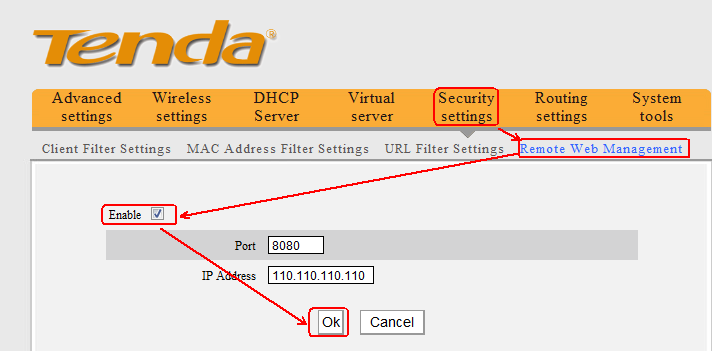 Tenda®
Advanced settings
Wireless settings
DHCP Server
Virtual server
Security settings
Routing settings
System tools
Client Filter Settings MAC Address Filter Settings URL Filter Settings Remote Web Management
Enable
Port 8080
IP Address 110.110.110.110
Ok Cancel